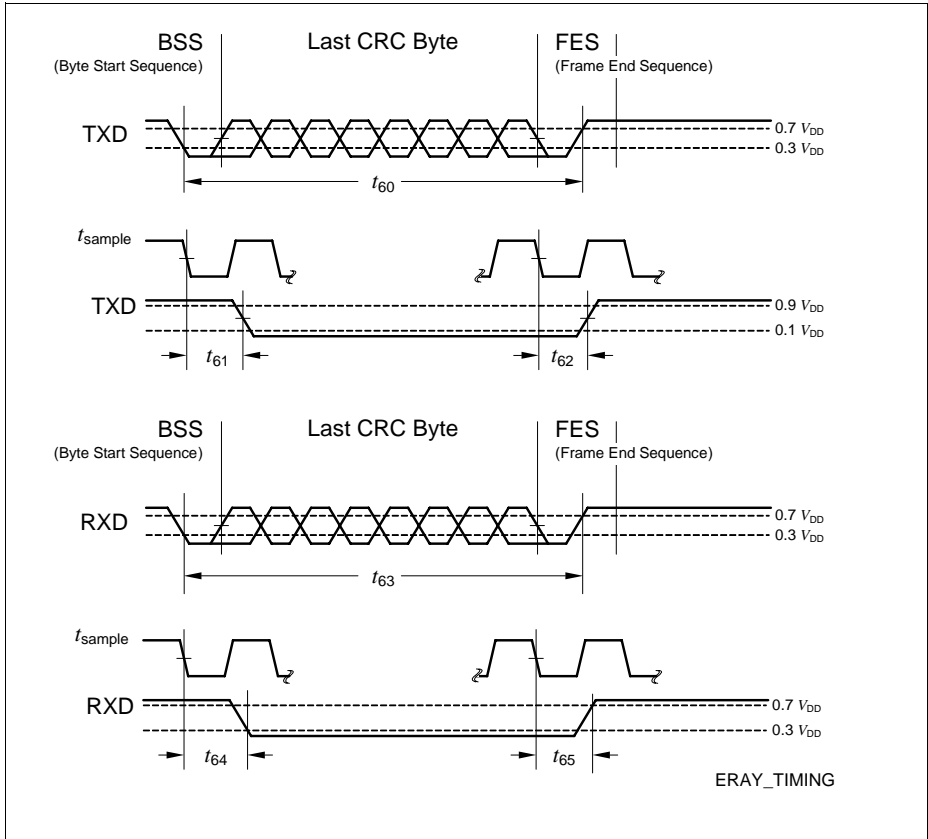 BSS Last CRC Byte FES
(Byte Start Sequence) (Frame End Sequence)
TXD
0.7 VDD
0.3 VDD
t60
tsample
TXD
0.9 VDD
0.1 VDD
t61 t62
BSS Last CRC Byte FES
(Byte Start Sequence) (Frame End Sequence)
RXD
0.7 VDD
0.3 VDD
t63
tsample
RXD
0.7 VDD
0.3 VDD
t64 t65
ERAY_TIMING